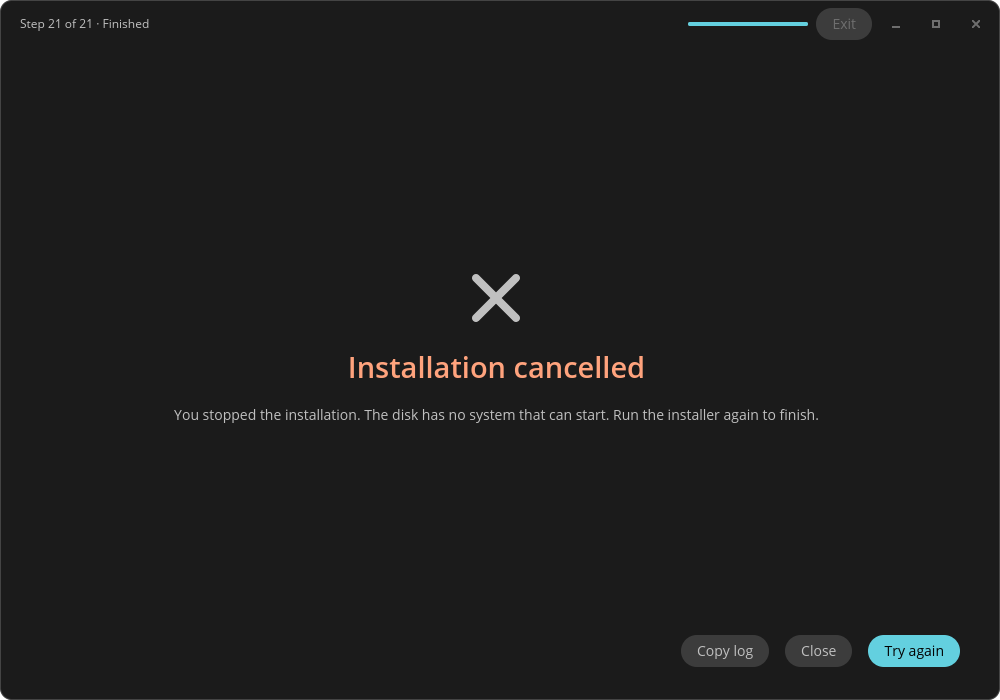 Step 21 of 21 · Finished
Exit
Installation cancelled
You stopped the installation. The disk has no system that can start. Run the installer again to finish.
Copy log
Close
Try again